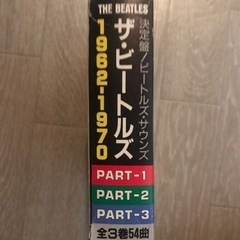 THE BEATLES
決定盤!ビートルズ・サウンズ
ザ・ビートルズ
1962-1970
PART-1
PART-2
PART-3
全3巻54曲